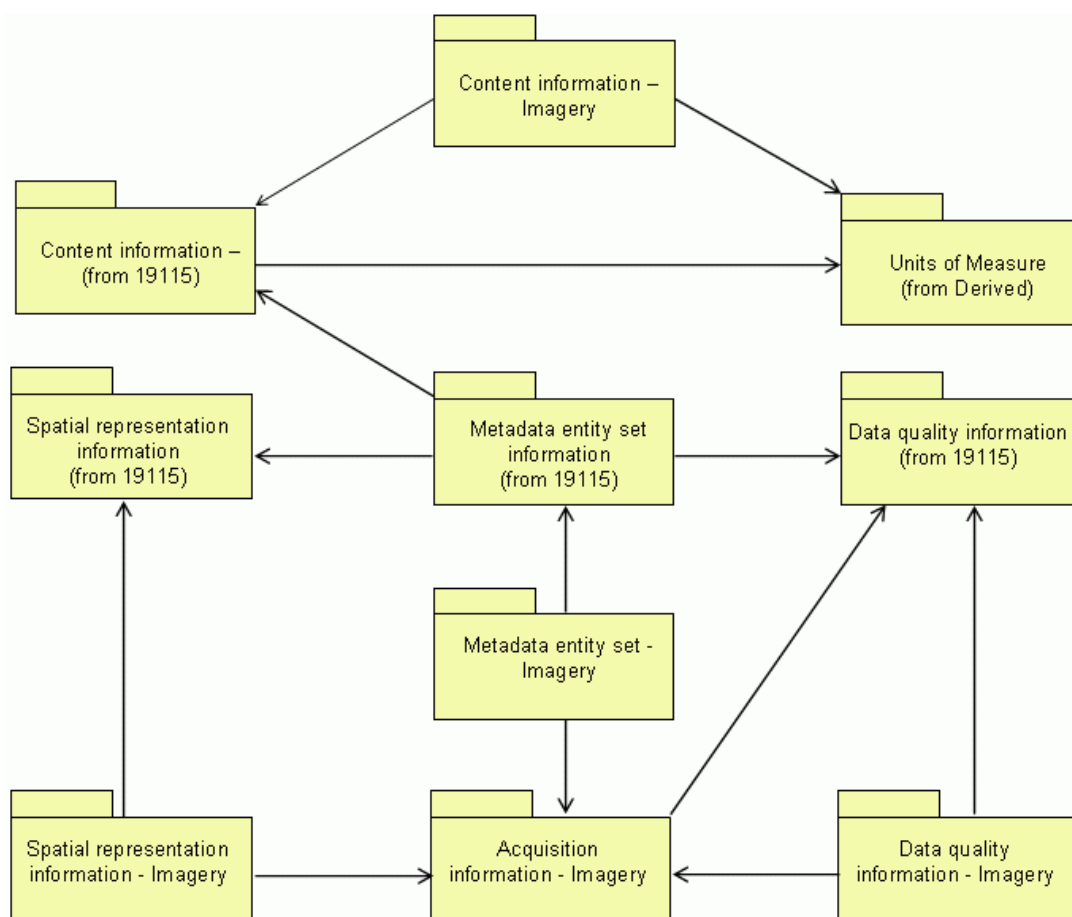 Content information –
Imagery
Content information –
(from 19115)
Units of Measure
(from Derived)
Spatial representation
information
(from 19115)
Metadada entity set
information
(from 19115)
Data quality information
(from 19115)
Metadada entity set -
Imagery
Spatial representation
information - Imagery
Acquisition
information - Imagery
Data quality
information - Imagery